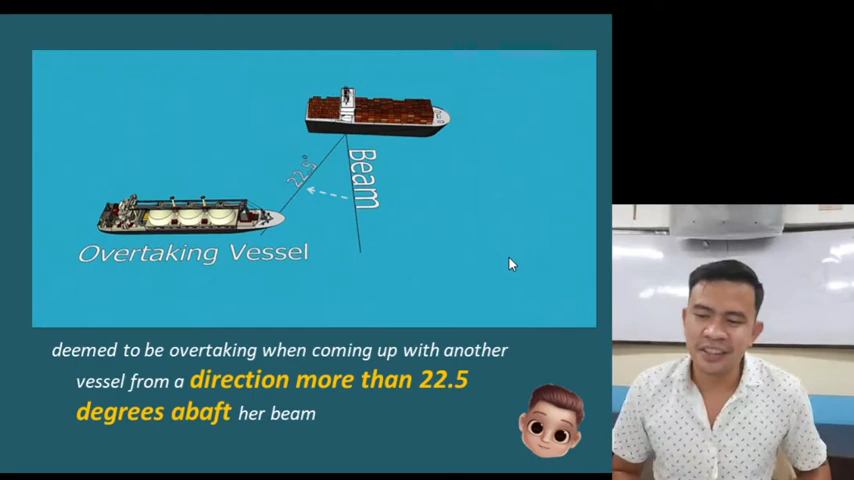 22.5°
Beam
Overtaking Vessel
deemed to be overtaking when coming up with another
vessel from a direction more than 22.5
degrees abaft her beam